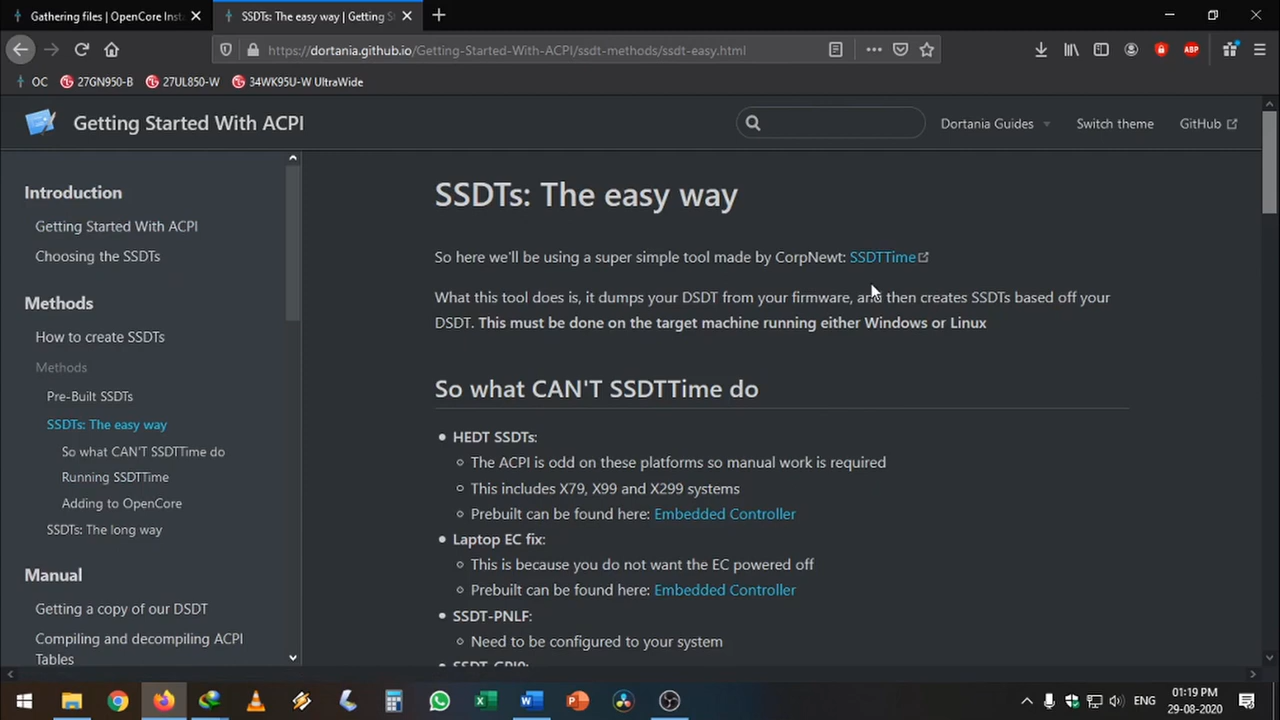 Gathering files | OpenCore Inst
SSDTs: The easy way | Getting S
https://dortania.github.io/Getting-Started-With-ACPI/ssdt-methods/ssdt-easy.html
ABP
OC
27GN950-B
27UL850-W
34WK95U-W UltraWide
Getting Started With ACPI
Dortania Guides
Switch theme
GitHub
Introduction
Getting Started With ACPI
Choosing the SSDTs
Methods
How to create SSDTs
Methods
Pre-Built SSDTs
SSDTs: The easy way
So what CAN'T SSDTTime do
Running SSDTTime
Adding to OpenCore
SSDTs: The long way
Manual
Getting a copy of our DSDT
Compiling and decompiling ACPI
Tables
SSDTs: The easy way
So here we'll be using a super simple tool made by CorpNewt: SSDTTime
What this tool does is, it dumps your DSDT from your firmware, and then creates SSDTs based off your
DSDT. This must be done on the target machine running either Windows or Linux
So what CAN'T SSDTTime do
• HEDT SSDTs:
The ACPI is odd on these platforms so manual work is required
This includes X79, X99 and X299 systems
Prebuilt can be found here: Embedded Controller
• Laptop EC fix:
This is because you do not want the EC powered off
Prebuilt can be found here: Embedded Controller
• SSDT-PNLF:
Need to be configured to your system
SSDT-GPI0:
ENG
01:19 PM
29-08-2020